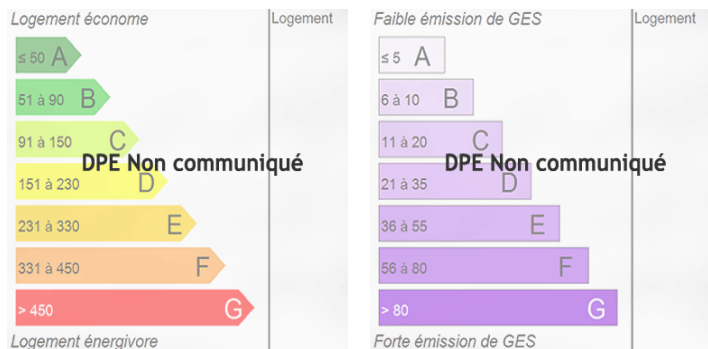 Logement économe
Logement
≤ 50 A
51 à 90 B
91 à 150 C
DPE Non communiqué
151 à 230 D
231 à 330 E
331 à 450 F
> 450 G
Logement énergivore
Faible émission de GES
Logement
≤ 5 A
6 à 10 B
11 à 20 C
DPE Non communiqué
21 à 35 D
36 à 55 E
56 à 80 F
> 80 G
Forte émission de GES